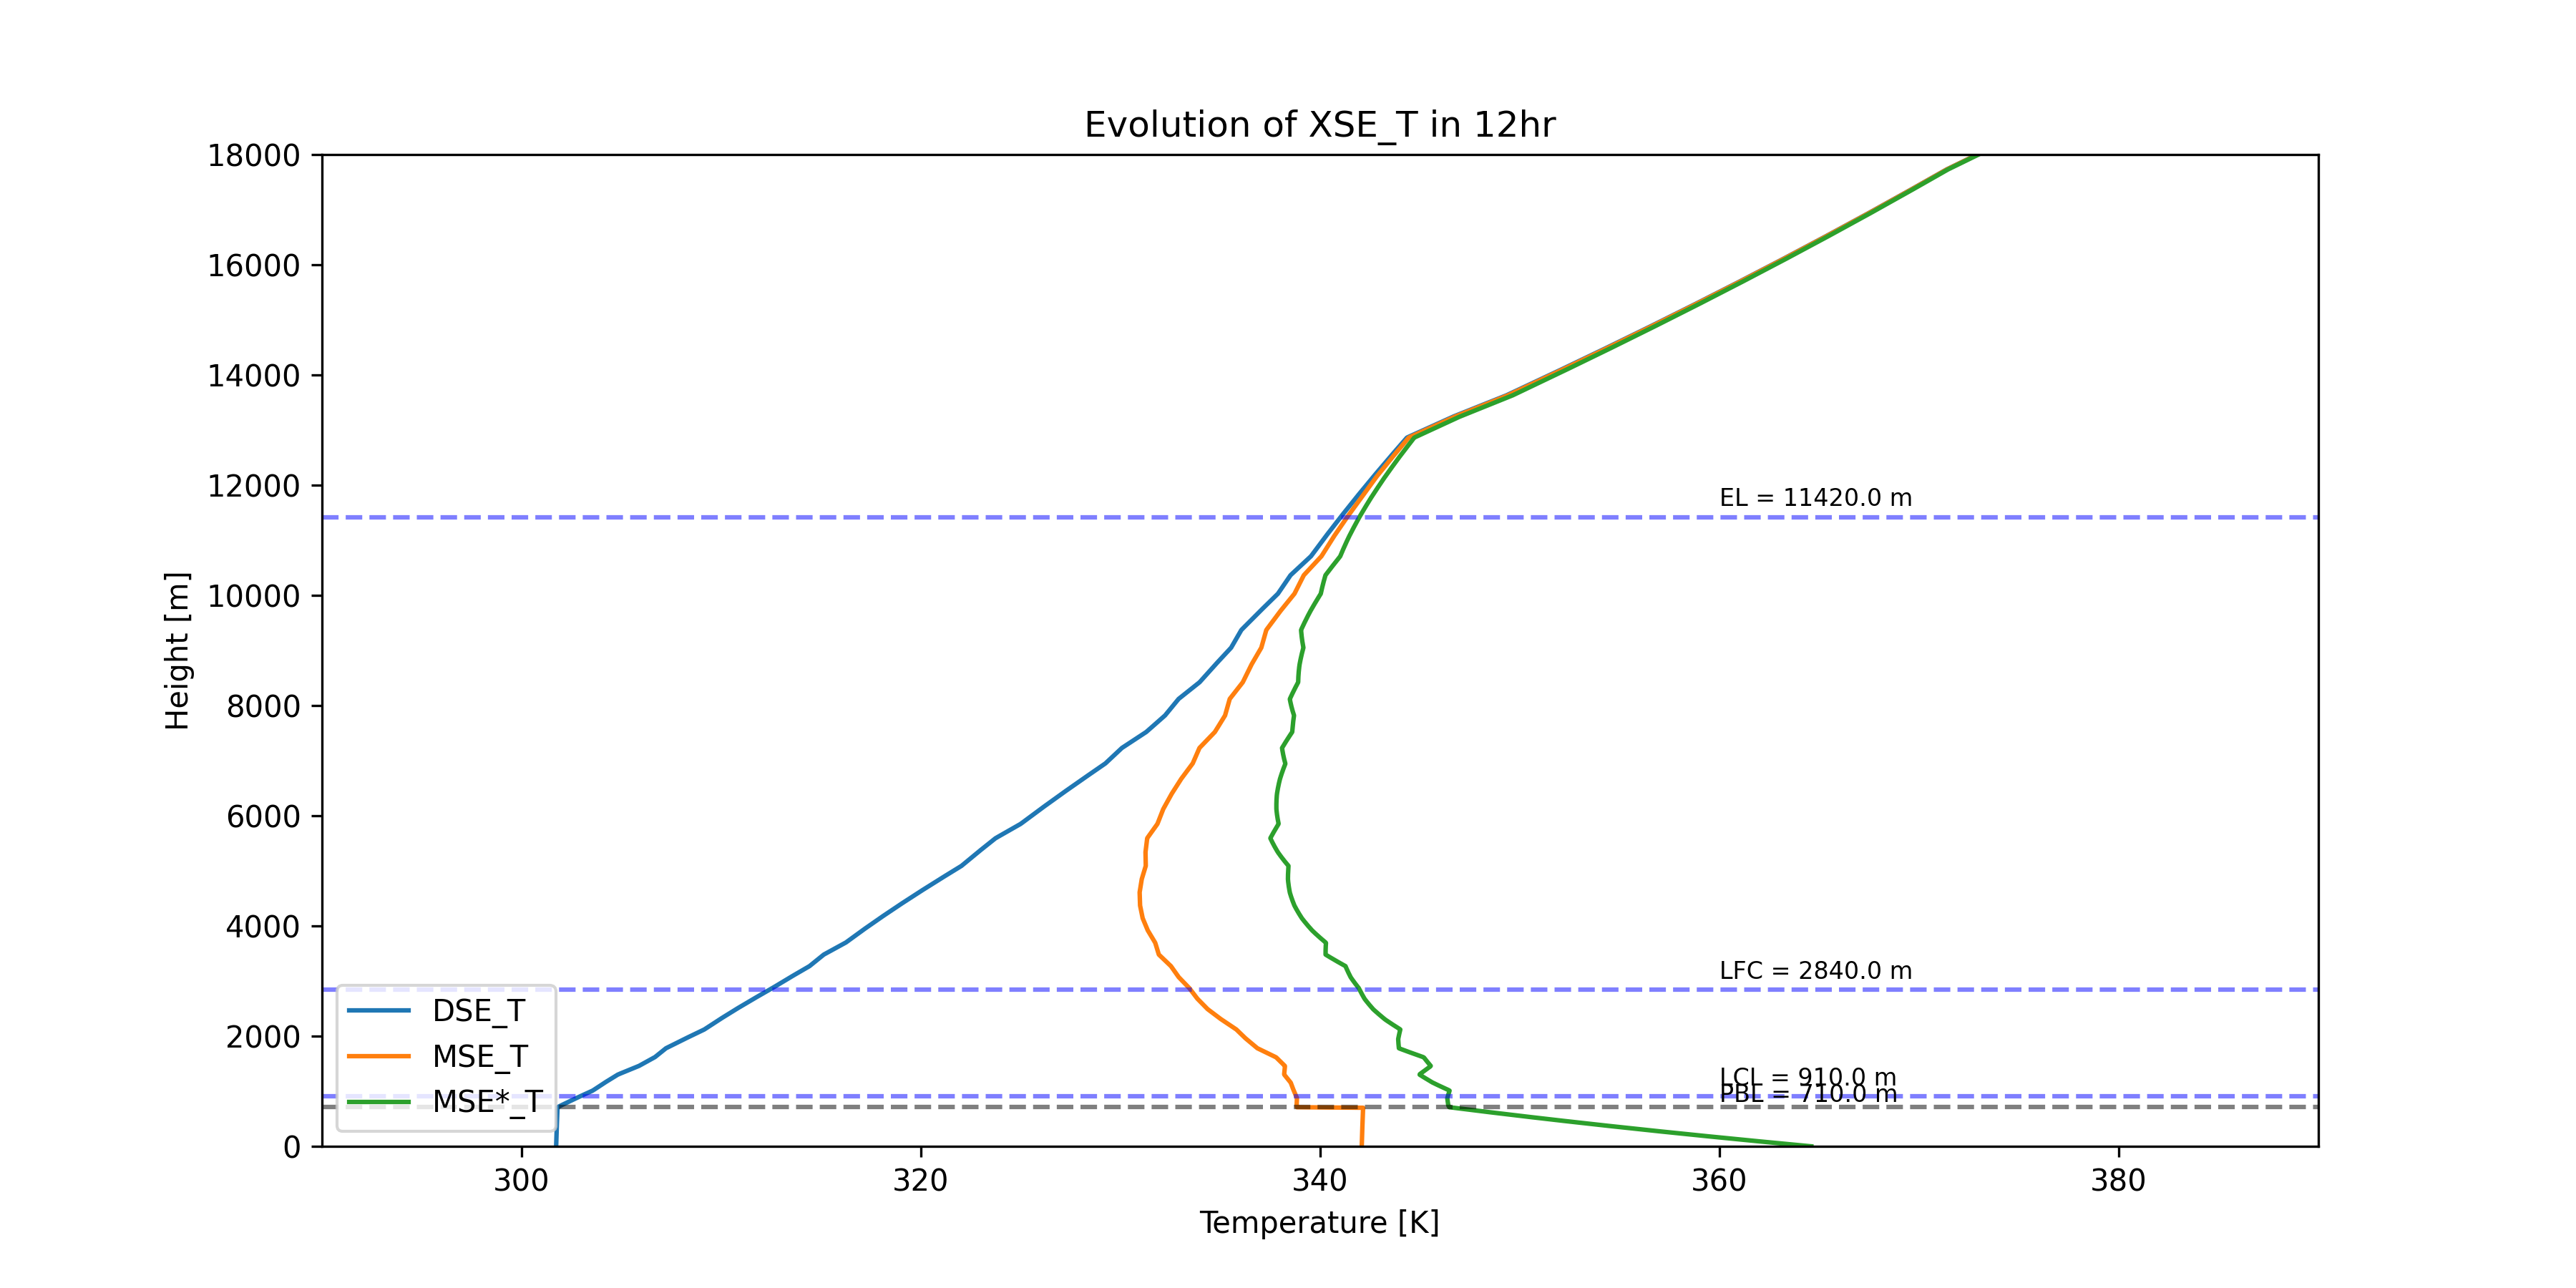 Evolution of XSE_T in 12hr
18000
16000
14000
12000
10000
8000
6000
4000
2000
0
Height [m]
EL = 11420.0 m
LFC = 2840.0 m
LCL = 910.0 m
PBL = 710.0 m
DSE_T
MSE_T
MSE*_T
300
320
340
360
380
Temperature [K]